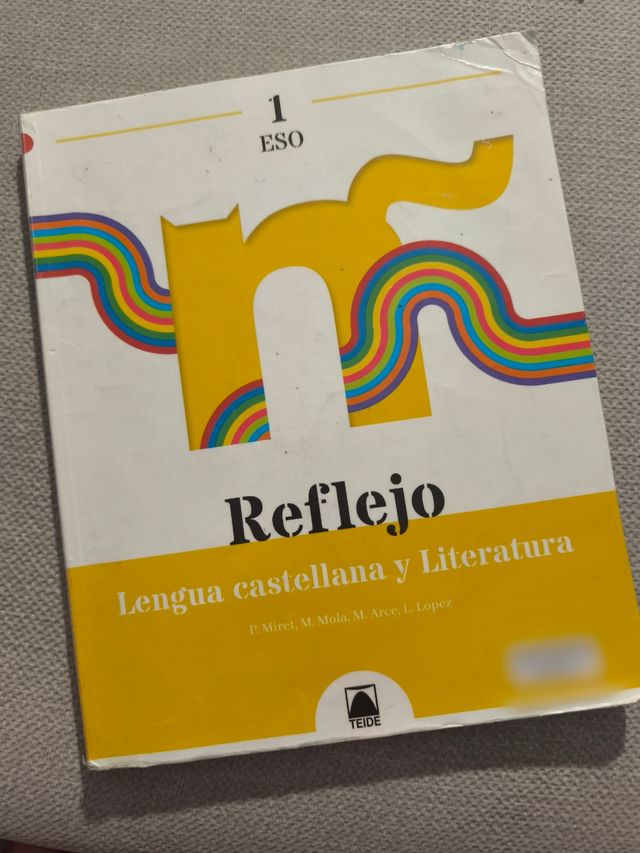 1
ESO
ñ
Reflejo
Lengua castellana y Literatura
P. Miret, M. Mola, M. Arce, L. Lopez
TEIDE